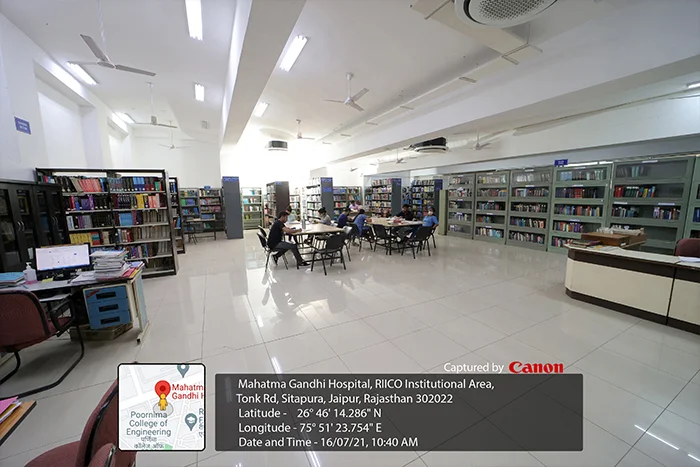 Captured by Canon
Mahatma Gandhi Hospital, RIICO Institutional Area,
Tonk Rd, Sitapura, Jaipur, Rajasthan 302022
Latitude - 26° 46' 14.286" N
Longitude - 75° 51' 23.754" E
Date and Time - 16/07/21, 10:40 AM
Mahatma
Gandhi H
Poornima
College of
Engineering
पूर्णिमा
कॉलेज ऑफ़